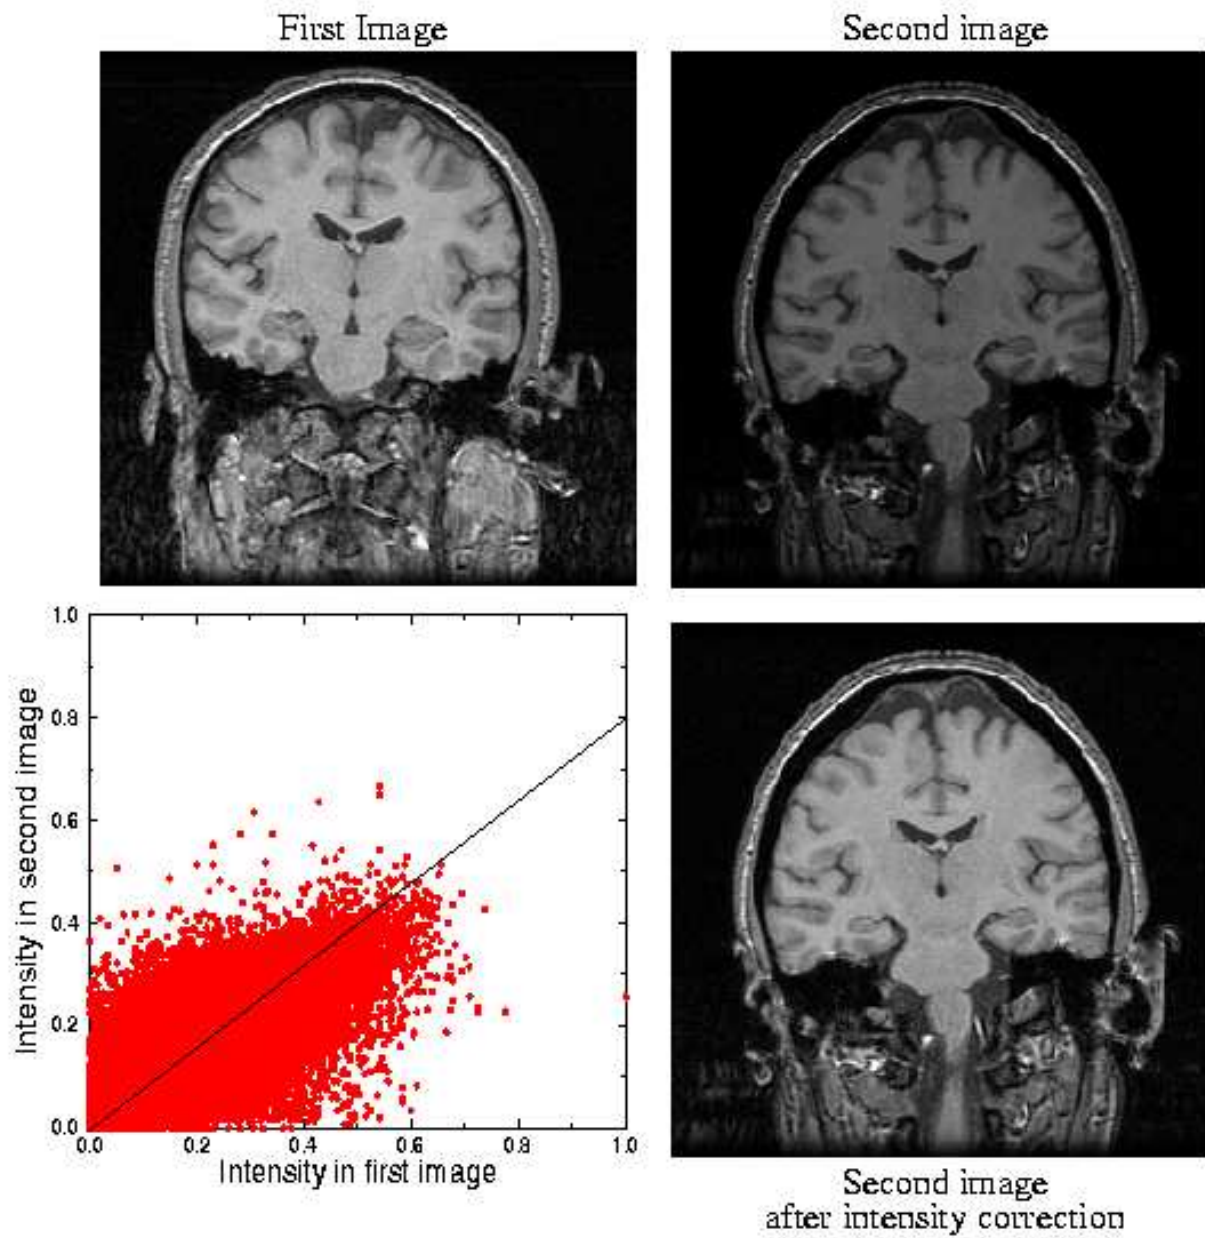 First Image
Second image
1.0
0.8
0.6
0.4
0.2
0.0
Intensity in second image
0.0 0.2 0.4 0.6 0.8 1.0
Intensity in first image
Second image
after intensity correction